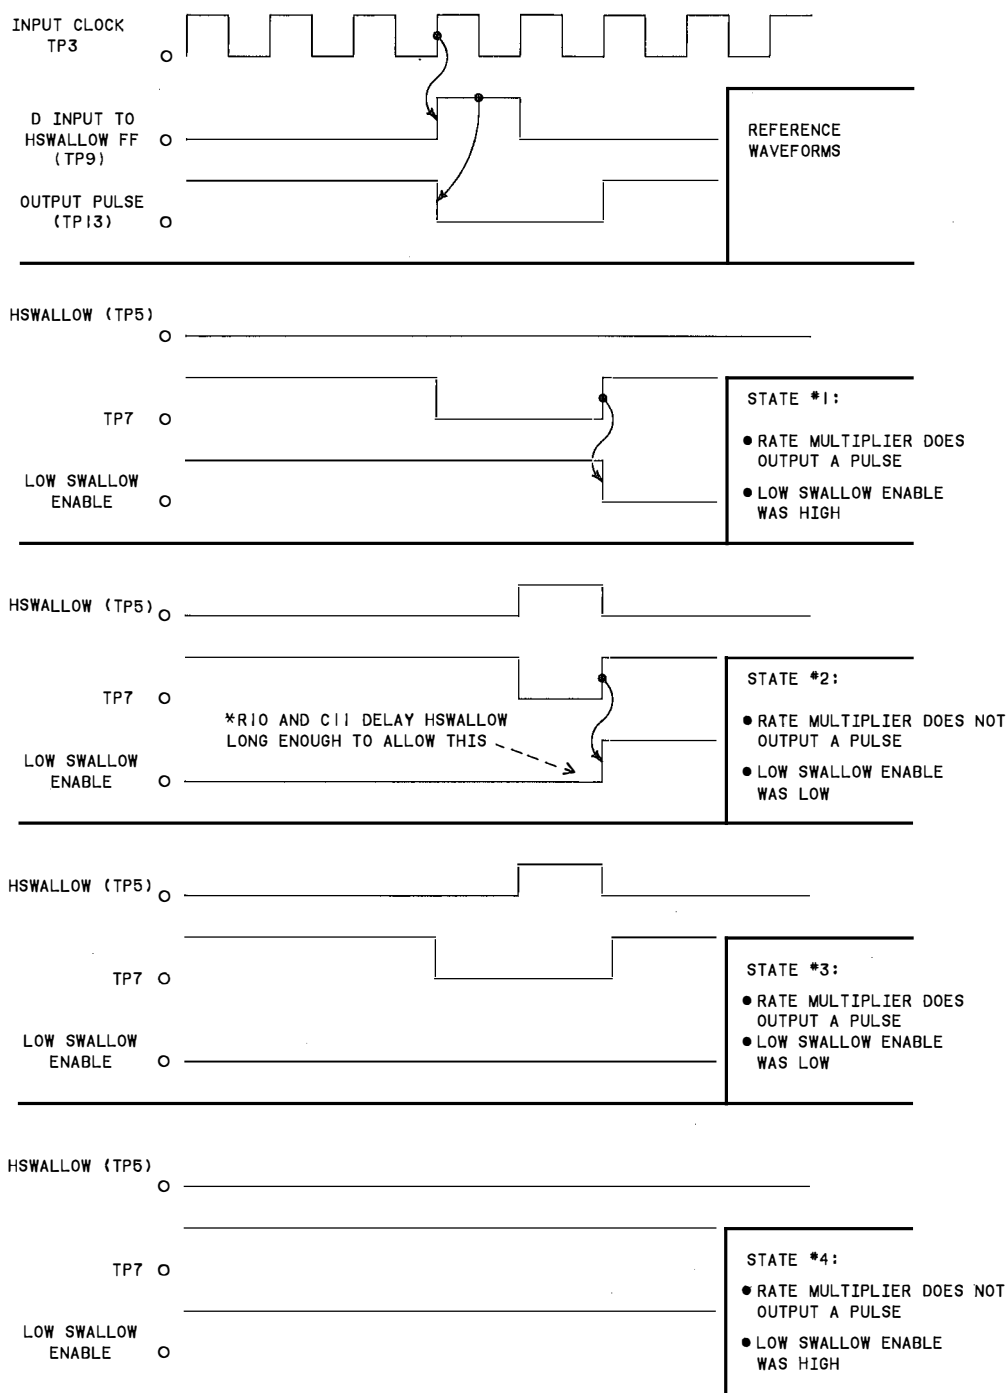 INPUT CLOCK
TP3
O
D INPUT TO
HSWALLOW FF
(TP9)
O
OUTPUT PULSE
(TP13)
O
REFERENCE
WAVEFORMS
HSWALLOW (TP5)
O
TP7
O
LOW SWALLOW
ENABLE
O
STATE #1:
● RATE MULTIPLIER DOES
OUTPUT A PULSE
● LOW SWALLOW ENABLE
WAS HIGH
HSWALLOW (TP5)
O
TP7
O
*R10 AND C11 DELAY HSWALLOW
LONG ENOUGH TO ALLOW THIS
LOW SWALLOW
ENABLE
O
STATE #2:
● RATE MULTIPLIER DOES NOT
OUTPUT A PULSE
● LOW SWALLOW ENABLE
WAS LOW
HSWALLOW (TP5)
O
TP7
O
LOW SWALLOW
ENABLE
O
STATE #3:
● RATE MULTIPLIER DOES
OUTPUT A PULSE
● LOW SWALLOW ENABLE
WAS LOW
HSWALLOW (TP5)
O
TP7
O
LOW SWALLOW
ENABLE
O
STATE #4:
● RATE MULTIPLIER DOES NOT
OUTPUT A PULSE
● LOW SWALLOW ENABLE
WAS HIGH